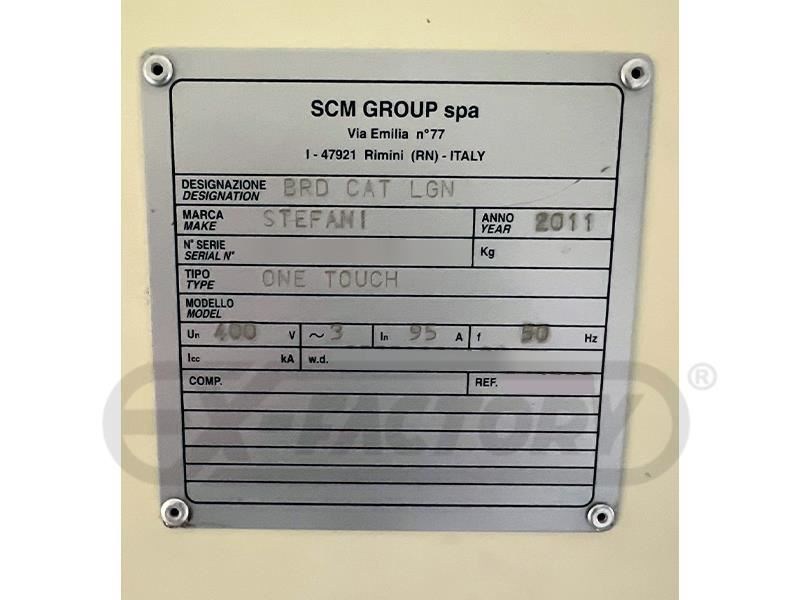 SCM GROUP spa
Via Emilia n°77
I - 47921 Rimini (RN) - ITALY
DESIGNAZIONE
DESIGNATION BRD CAT LGN
MARCA
MAKE STEFANI ANNO
YEAR 2011
N° SERIE
SERIAL N° Kg
TIPO
TYPE ONE TOUCH
MODELLO
MODEL
Un 400 V ~ 3 In 95 A f 50 Hz
Icc kA w.d.
COMP. REF.
EX-FACTORY®